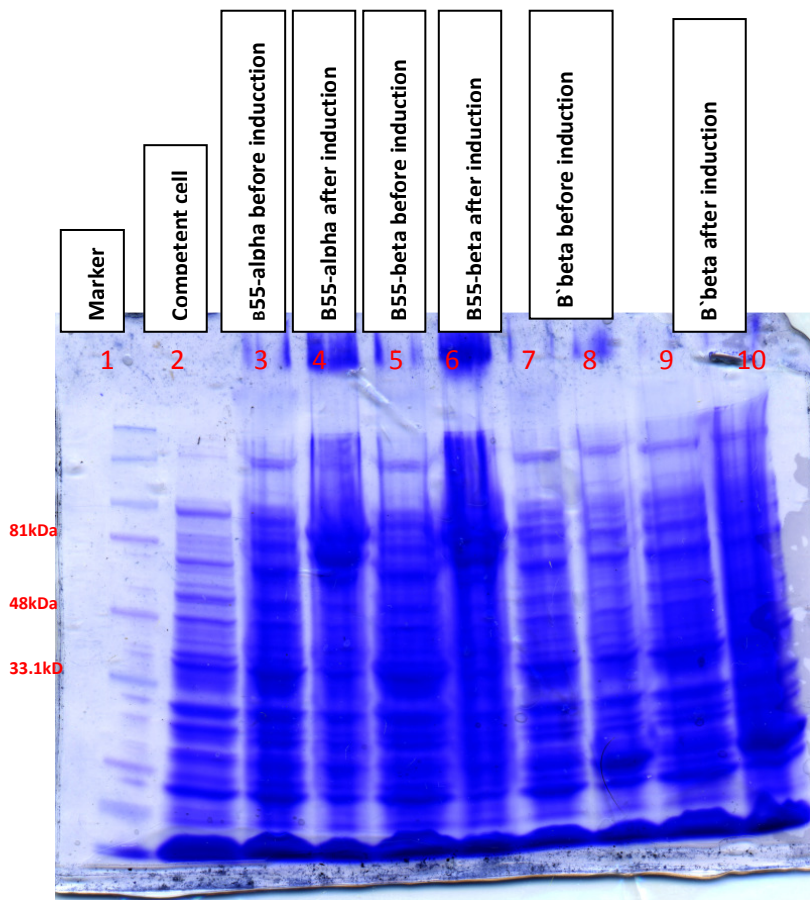 Marker
Competent cell
B55-alpha before inducction
B55-alpha after induction
B55-beta before induction
B55-beta after induction
B`beta before induction
B`beta after induction
1 2 3 4 5 6 7 8 9 10
81kDa
48kDa
33.1kD